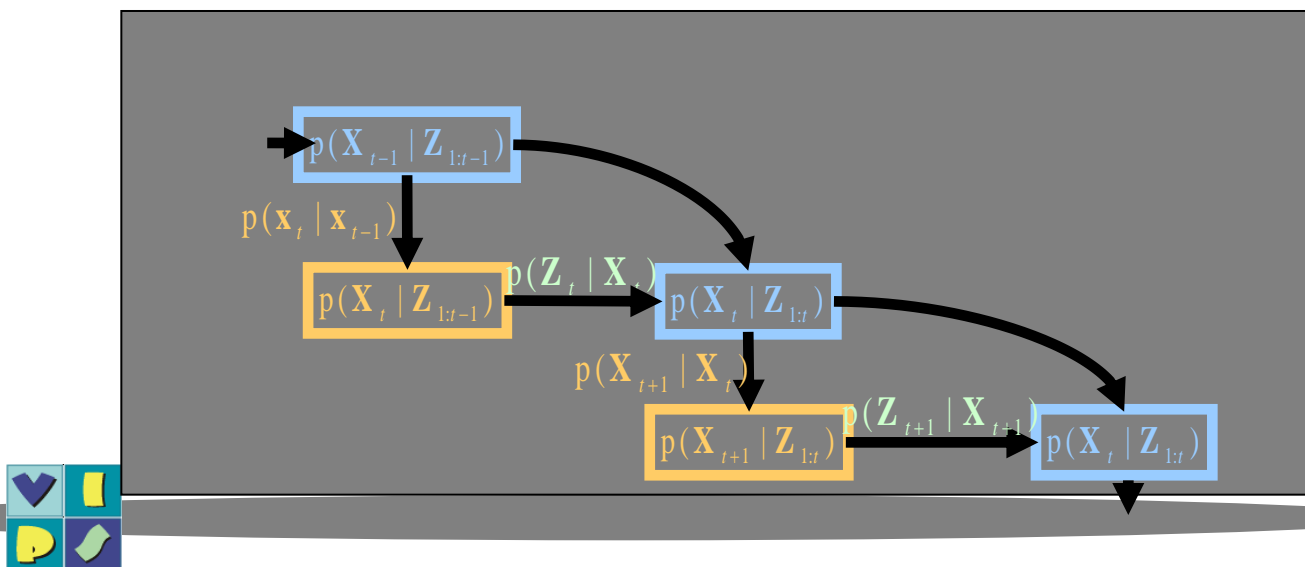 p(X_{t-1} | Z_{1:t-1})
p(x_t | x_{t-1})
p(Z_t | X_t)
p(X_t | Z_{1:t-1})
p(X_t | Z_{1:t})
p(X_{t+1} | X_t)
p(Z_{t+1} | X_{t+1})
p(X_{t+1} | Z_{1:t})
p(X_t | Z_{1:t})
V I
P S